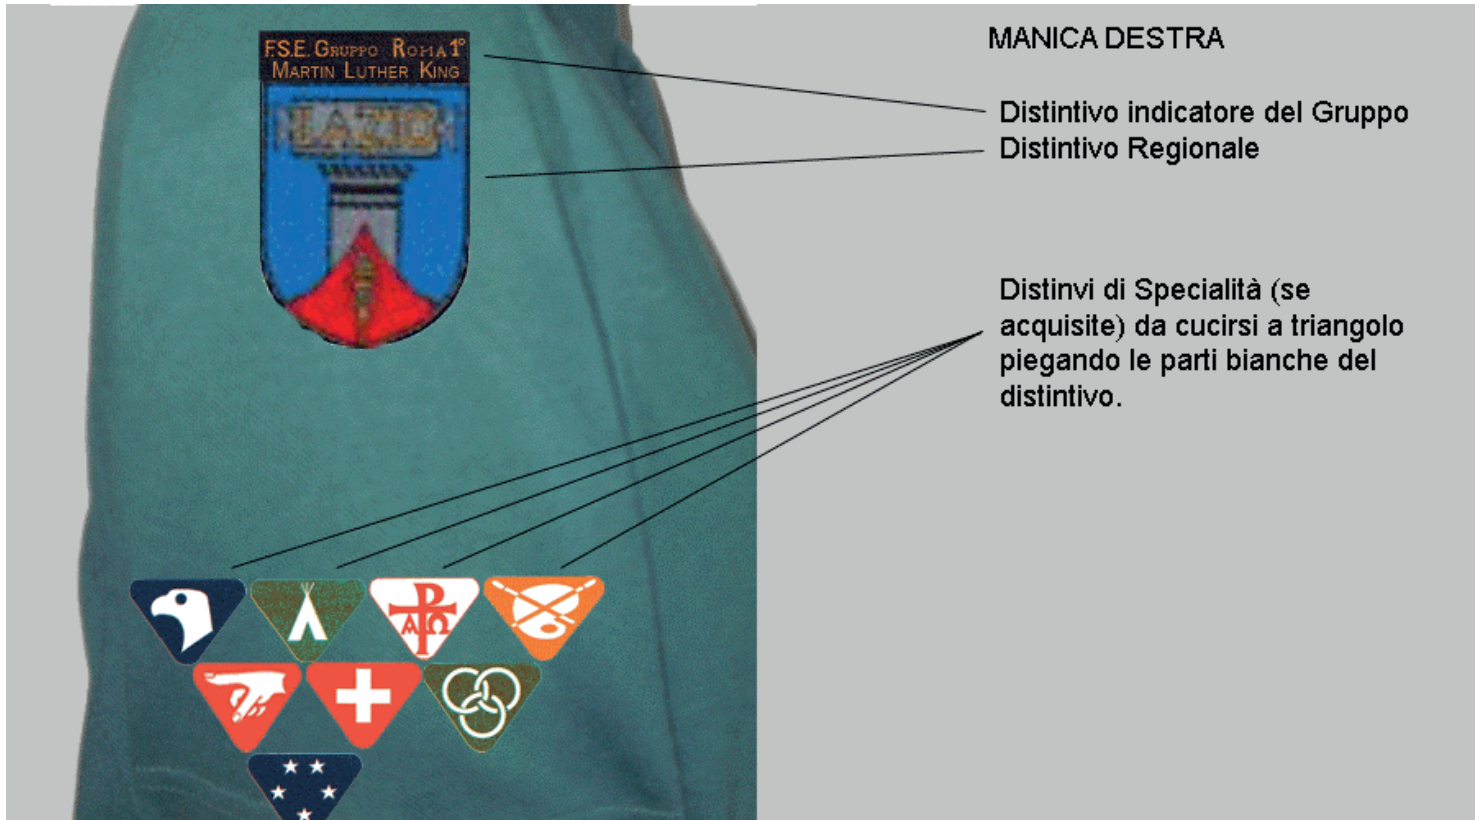 F.S.E. GRUPPO ROMA 1°
MARTIN LUTHER KING
LAZIO
MANICA DESTRA
Distintivo indicatore del Gruppo
Distintivo Regionale
Distinvi di Specialità (se
acquisite) da cucirsi a triangolo
piegando le parti bianche del
distintivo.
P
A Ω